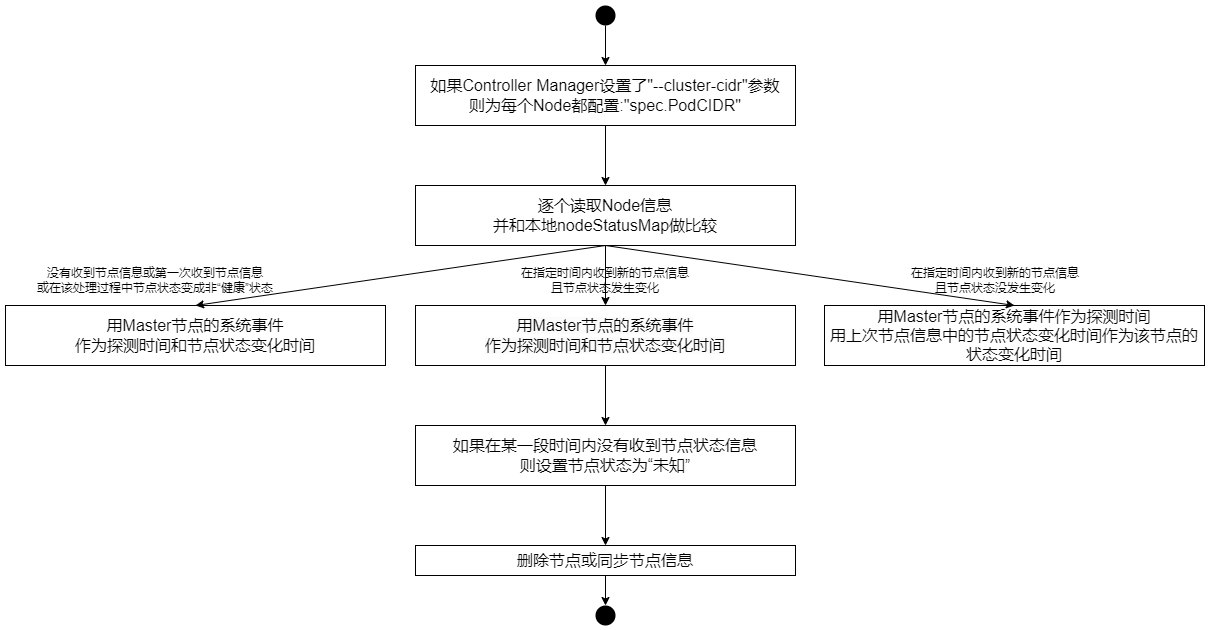 如果Controller Manager设置了"--cluster-cidr"参数
则为每个Node都配置:"spec.PodCIDR"
逐个读取Node信息
并和本地nodeStatusMap做比较
没有收到节点信息或第一次收到节点信息
或在该处理过程中节点状态变成非“健康”状态
在指定时间内收到新的节点信息
且节点状态发生变化
在指定时间内收到新的节点信息
且节点状态没发生变化
用Master节点的系统事件
作为探测时间和节点状态变化时间
用Master节点的系统事件
作为探测时间和节点状态变化时间
用Master节点的系统事件作为探测时间
用上次节点信息中的节点状态变化时间作为该节点的
状态变化时间
如果在某一段时间内没有收到节点状态信息
则设置节点状态为“未知”
删除节点或同步节点信息